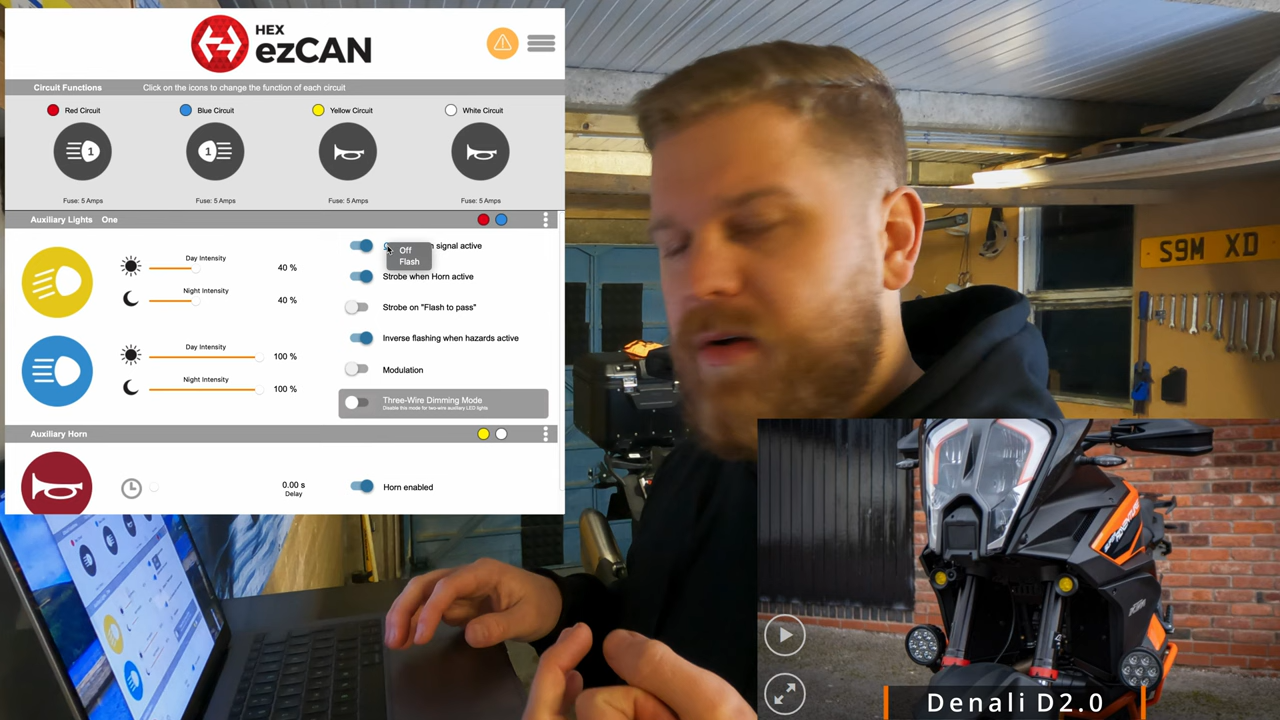 HEX
ezCAN
Circuit Functions Click on the icons to change the function of each circuit
Red Circuit Blue Circuit Yellow Circuit White Circuit
1 1
Fuse: 5 Amps Fuse: 5 Amps Fuse: 5 Amps Fuse: 5 Amps
Auxiliary Lights One
Day Intensity
40 %
Night Intensity
40 %
Day Intensity
100 %
Night Intensity
100 %
Off
Flash
signal active
Strobe when Horn active
Strobe on "Flash to pass"
Inverse flashing when hazards active
Modulation
Three-Wire Dimming Mode
Disable this mode for two-wire auxiliary LED lights
Auxiliary Horn
0.00 s
Delay
Horn enabled
S9M XD
Denali D2.0